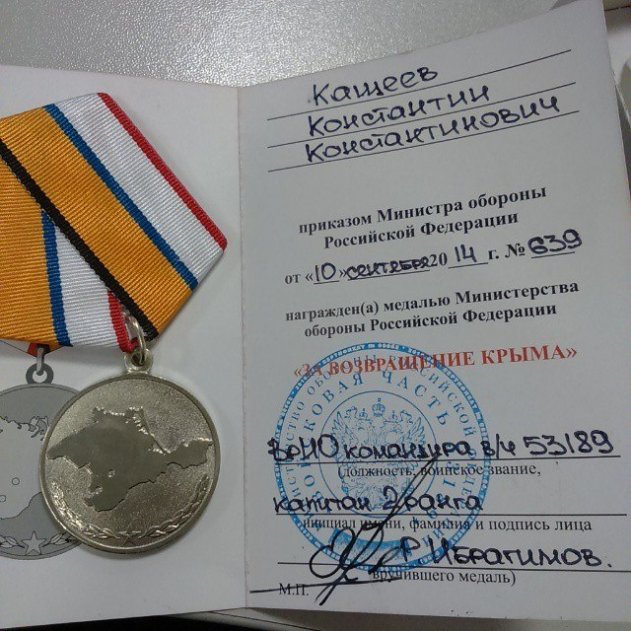 Кащеев
Константин
Константинович
приказом Министра обороны
Российской Федерации
от «10» сентября 2014 г. № 639
награжден(а) медалью Министерства
обороны Российской Федерации
«ЗА ВОЗВРАЩЕНИЕ КРЫМА»
ВрИО командира в/ч 53189
(должность, воинское звание,
капитан 2 ранга
инициал имени, фамилия и подпись лица
Р. Ибрагимов.
М.П. вручившего медаль)
ВОЙСКОВАЯ ЧАСТЬ